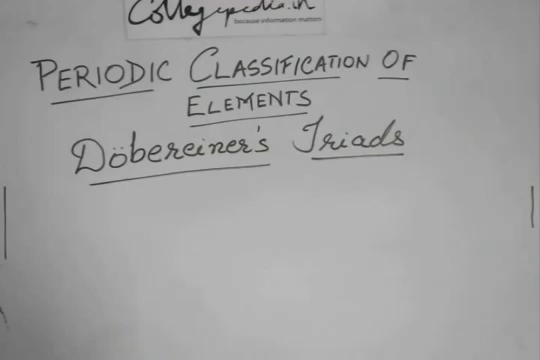 Collegepedia.in
because information matters
PERIODIC CLASSIFICATION OF
ELEMENTS
Döbereiner's Triads